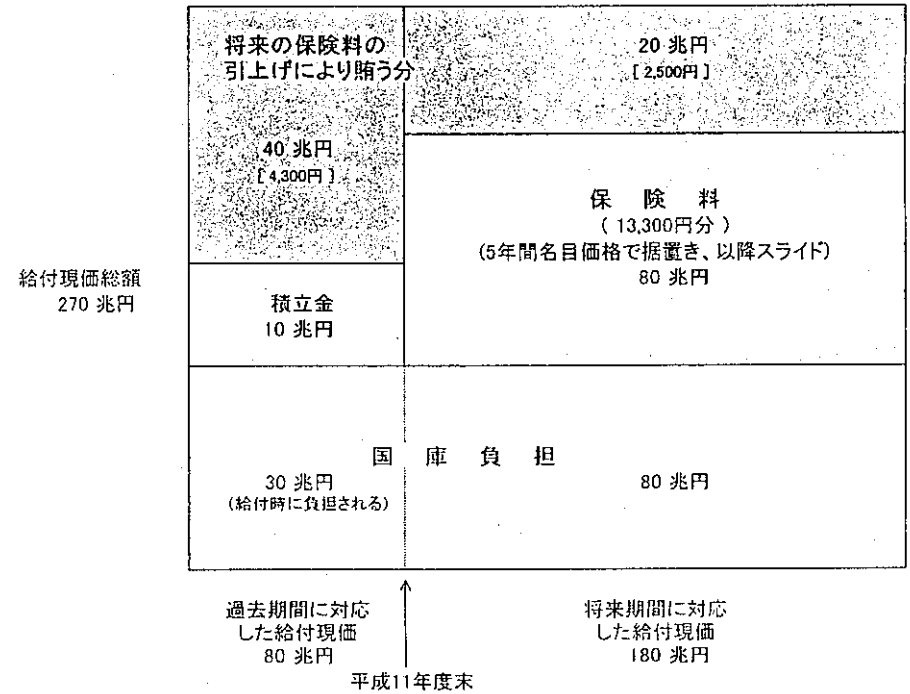 将来の保険料の
引上げにより賄う分
40 兆円
[ 4,300円 ]
20 兆円
[ 2,500円 ]
保 険 料
( 13,300円分 )
(5年間名目価格で据置き、以降スライド)
80 兆円
給付現価総額
270 兆円
積立金
10 兆円
国 庫 負 担
30 兆円
(給付時に負担される)
80 兆円
過去期間に対応
した給付現価
80 兆円
将来期間に対応
した給付現価
180 兆円
平成11年度末